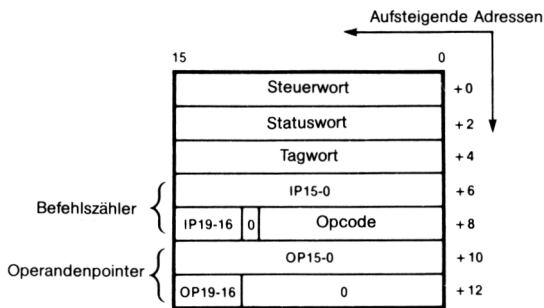 Aufsteigende Adressen
15 0
Steuerwort +0
Statuswort +2
Tagwort +4
IP15-0 +6
Befehlszähler
IP19-16 0 Opcode +8
OP15-0 +10
Operandenpointer
OP19-16 0 +12